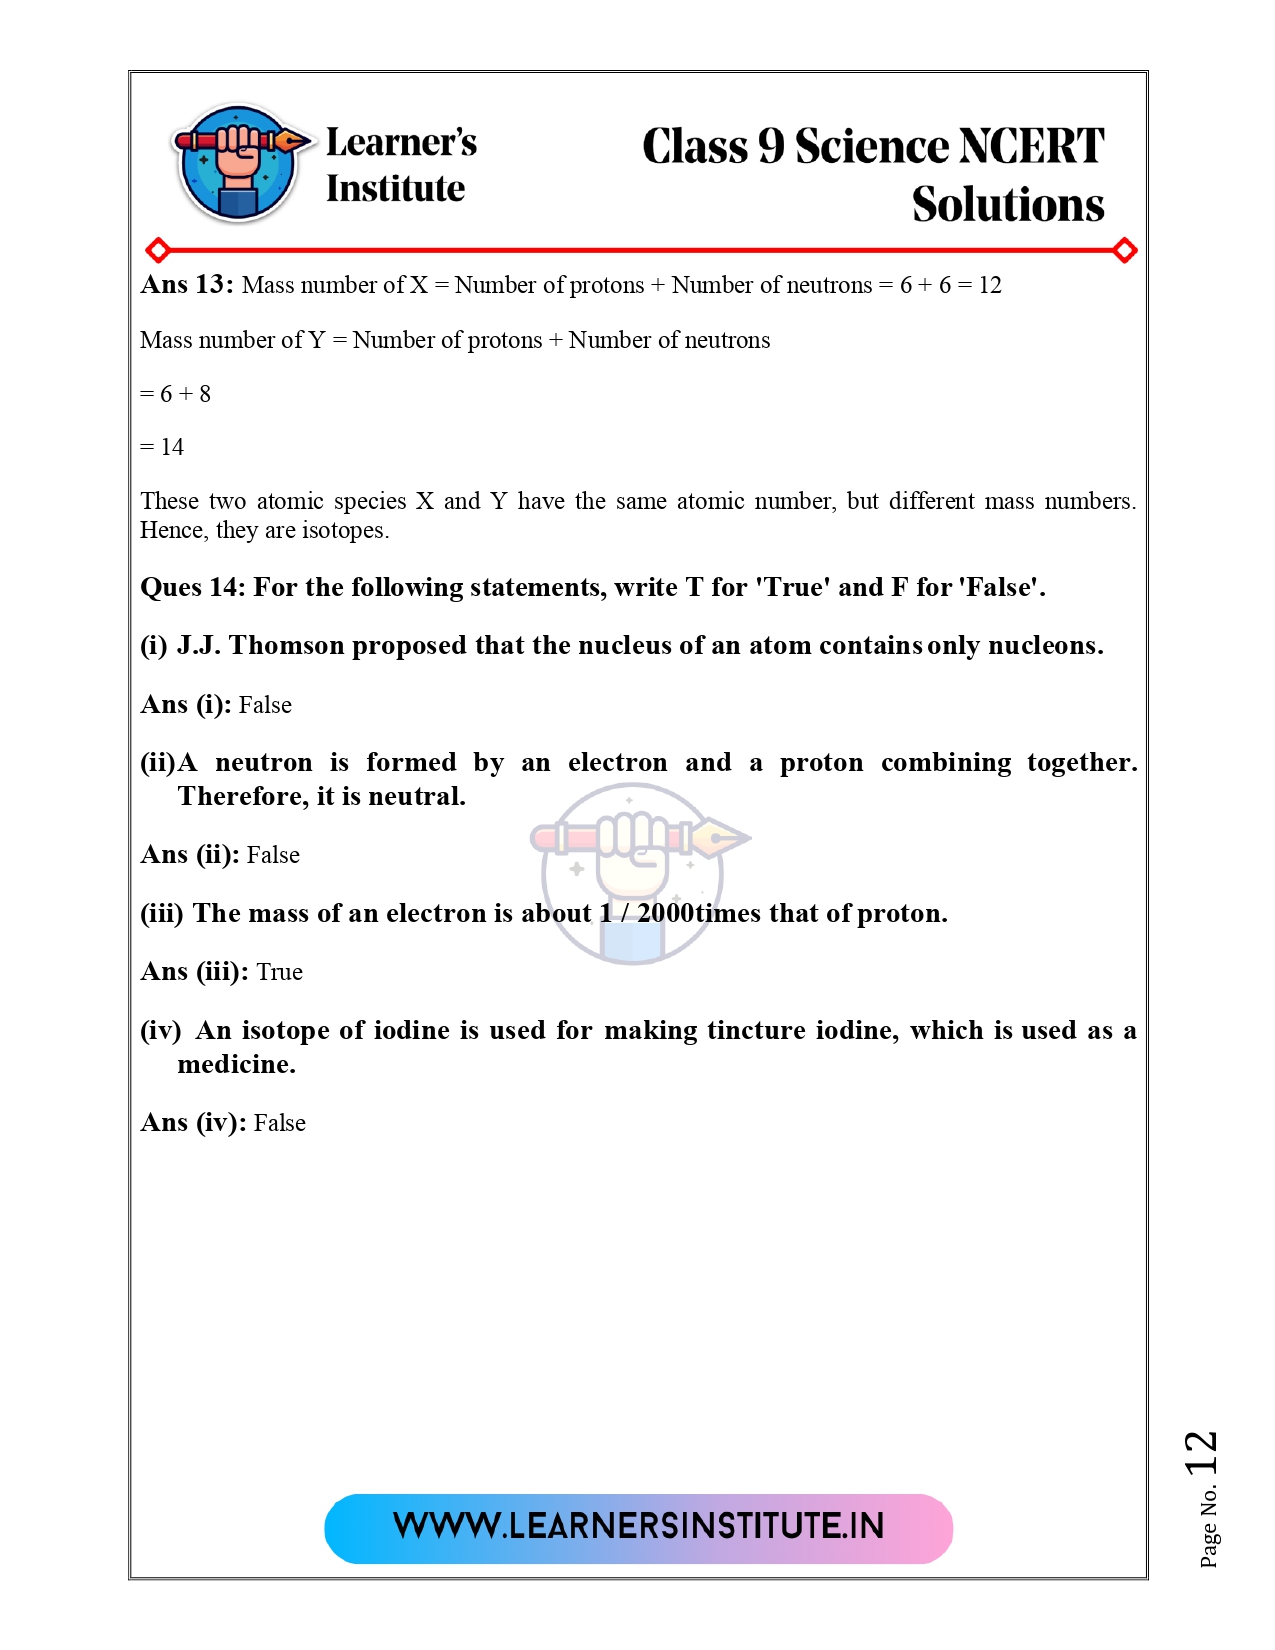 Learner's
Institute
Class 9 Science NCERT
Solutions
Ans 13: Mass number of X = Number of protons + Number of neutrons = 6 + 6 = 12
Mass number of Y = Number of protons + Number of neutrons
= 6 + 8
= 14
These two atomic species X and Y have the same atomic number, but different mass numbers.
Hence, they are isotopes.
Ques 14: For the following statements, write T for 'True' and F for 'False'.
(i) J.J. Thomson proposed that the nucleus of an atom contains only nucleons.
Ans (i): False
(ii)A neutron is formed by an electron and a proton combining together.
Therefore, it is neutral.
Ans (ii): False
(iii) The mass of an electron is about 1 / 2000times that of proton.
Ans (iii): True
(iv) An isotope of iodine is used for making tincture iodine, which is used as a
medicine.
Ans (iv): False
WWW.LEARNERSINSTITUTE.IN
Page No. 12